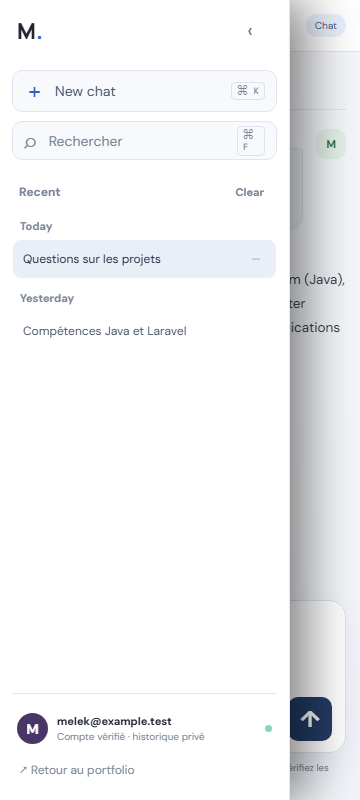 M.
‹
Chat
+ New chat ⌘ K
Rechercher ⌘ F
M
Recent Clear
Today
Questions sur les projets ...
m (Java),
Yesterday
ter
Compétences Java et Laravel
ications
M
melek@example.test
Compte vérifié · historique privé
↗ Retour au portfolio
érifiez les